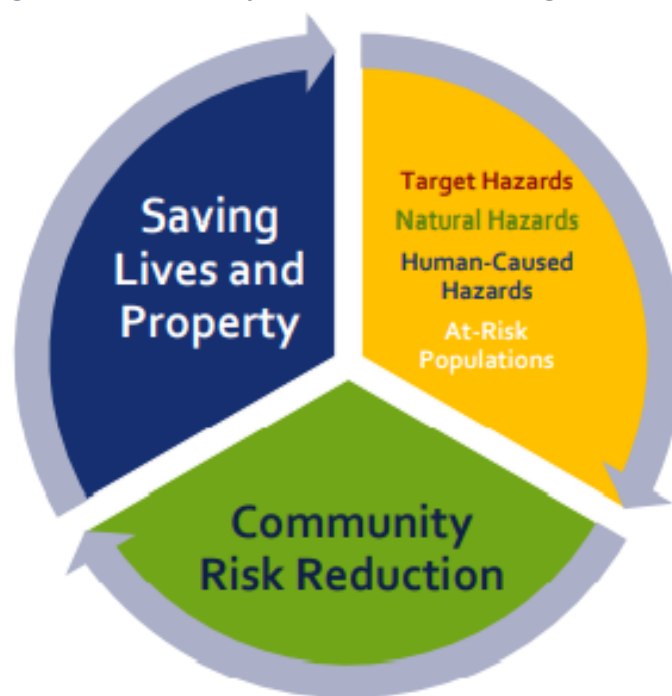 Saving
Lives and
Property
Target Hazards
Natural Hazards
Human-Caused
Hazards
At-Risk
Populations
Community
Risk Reduction